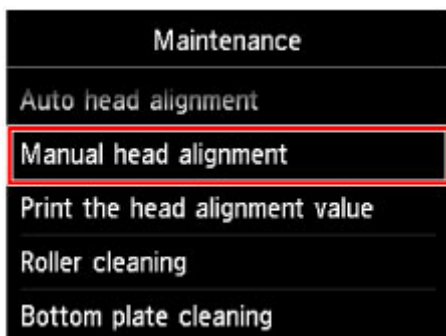 Maintenance
Auto head alignment
Manual head alignment
Print the head alignment value
Roller cleaning
Bottom plate cleaning